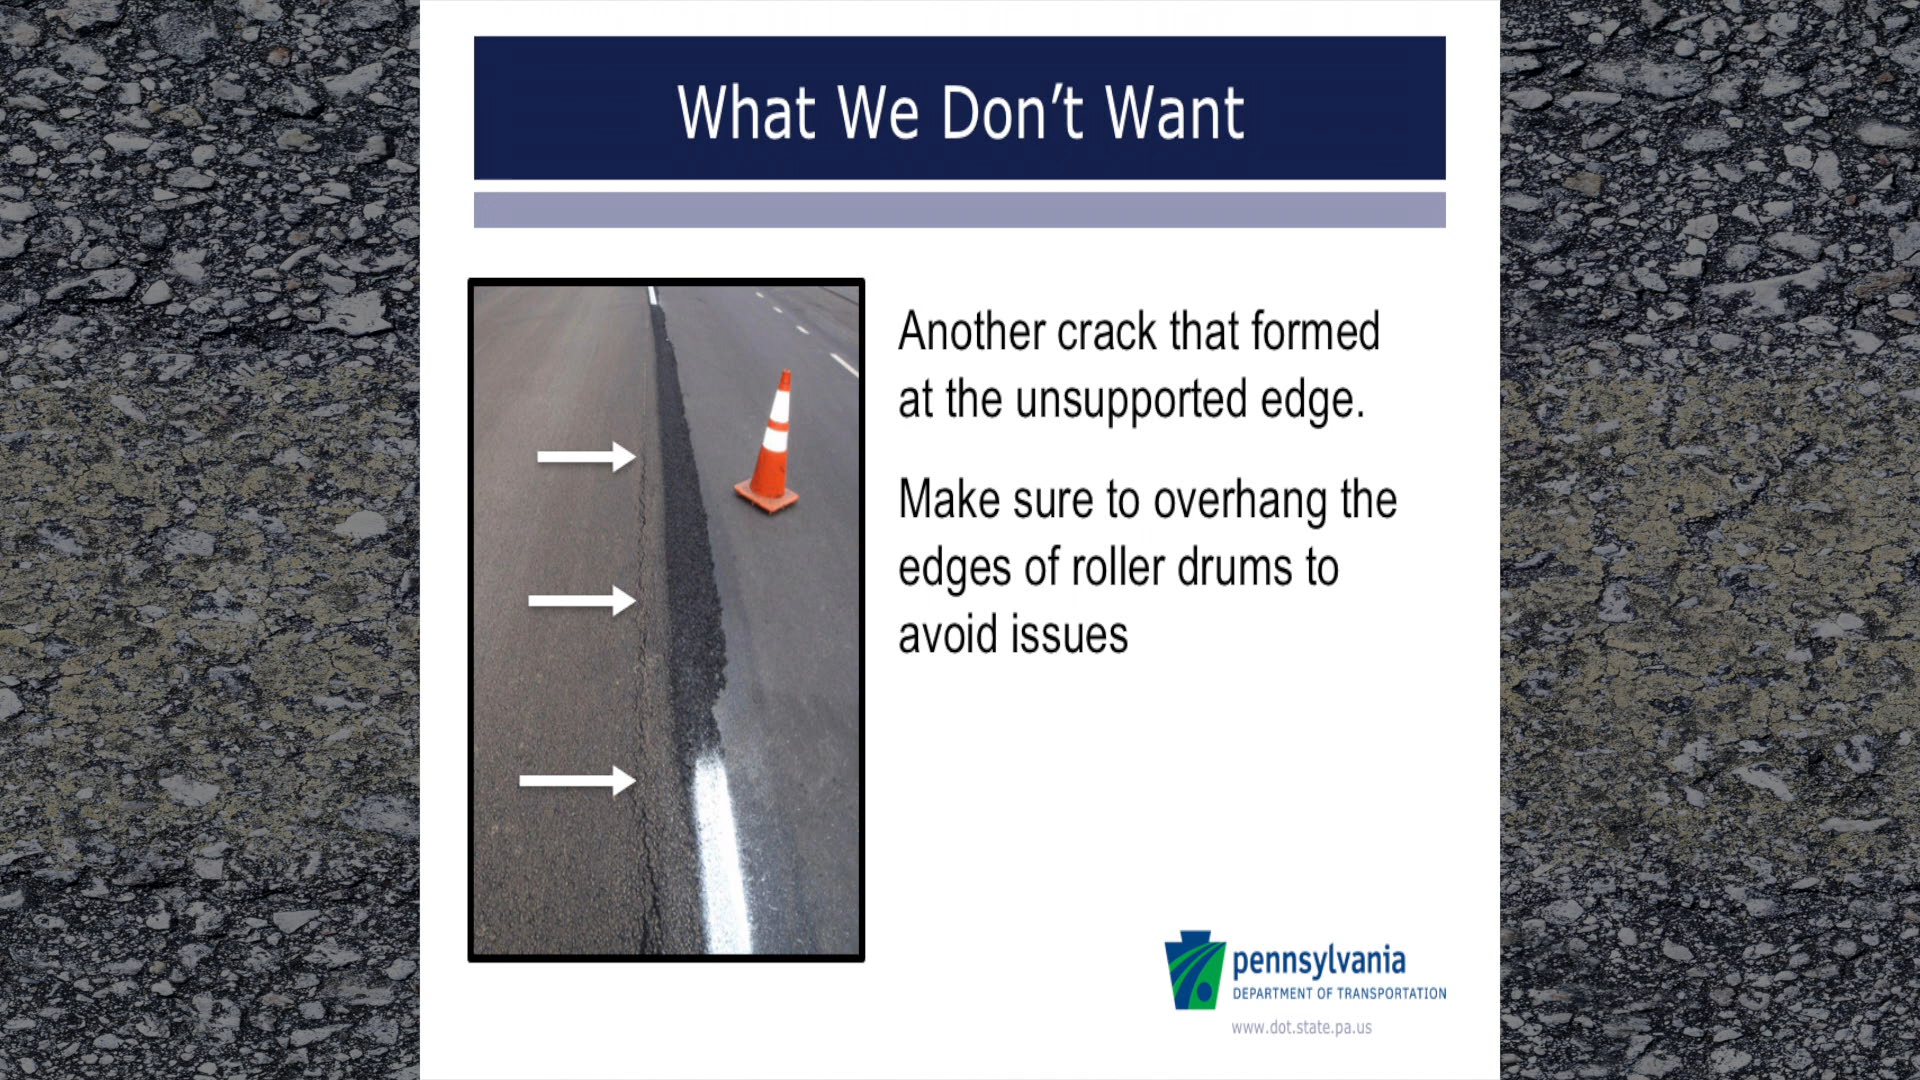 What We Don't Want
Another crack that formed
at the unsupported edge.
Make sure to overhang the
edges of roller drums to
avoid issues
pennsylvania
DEPARTMENT OF TRANSPORTATION
www.dot.state.pa.us